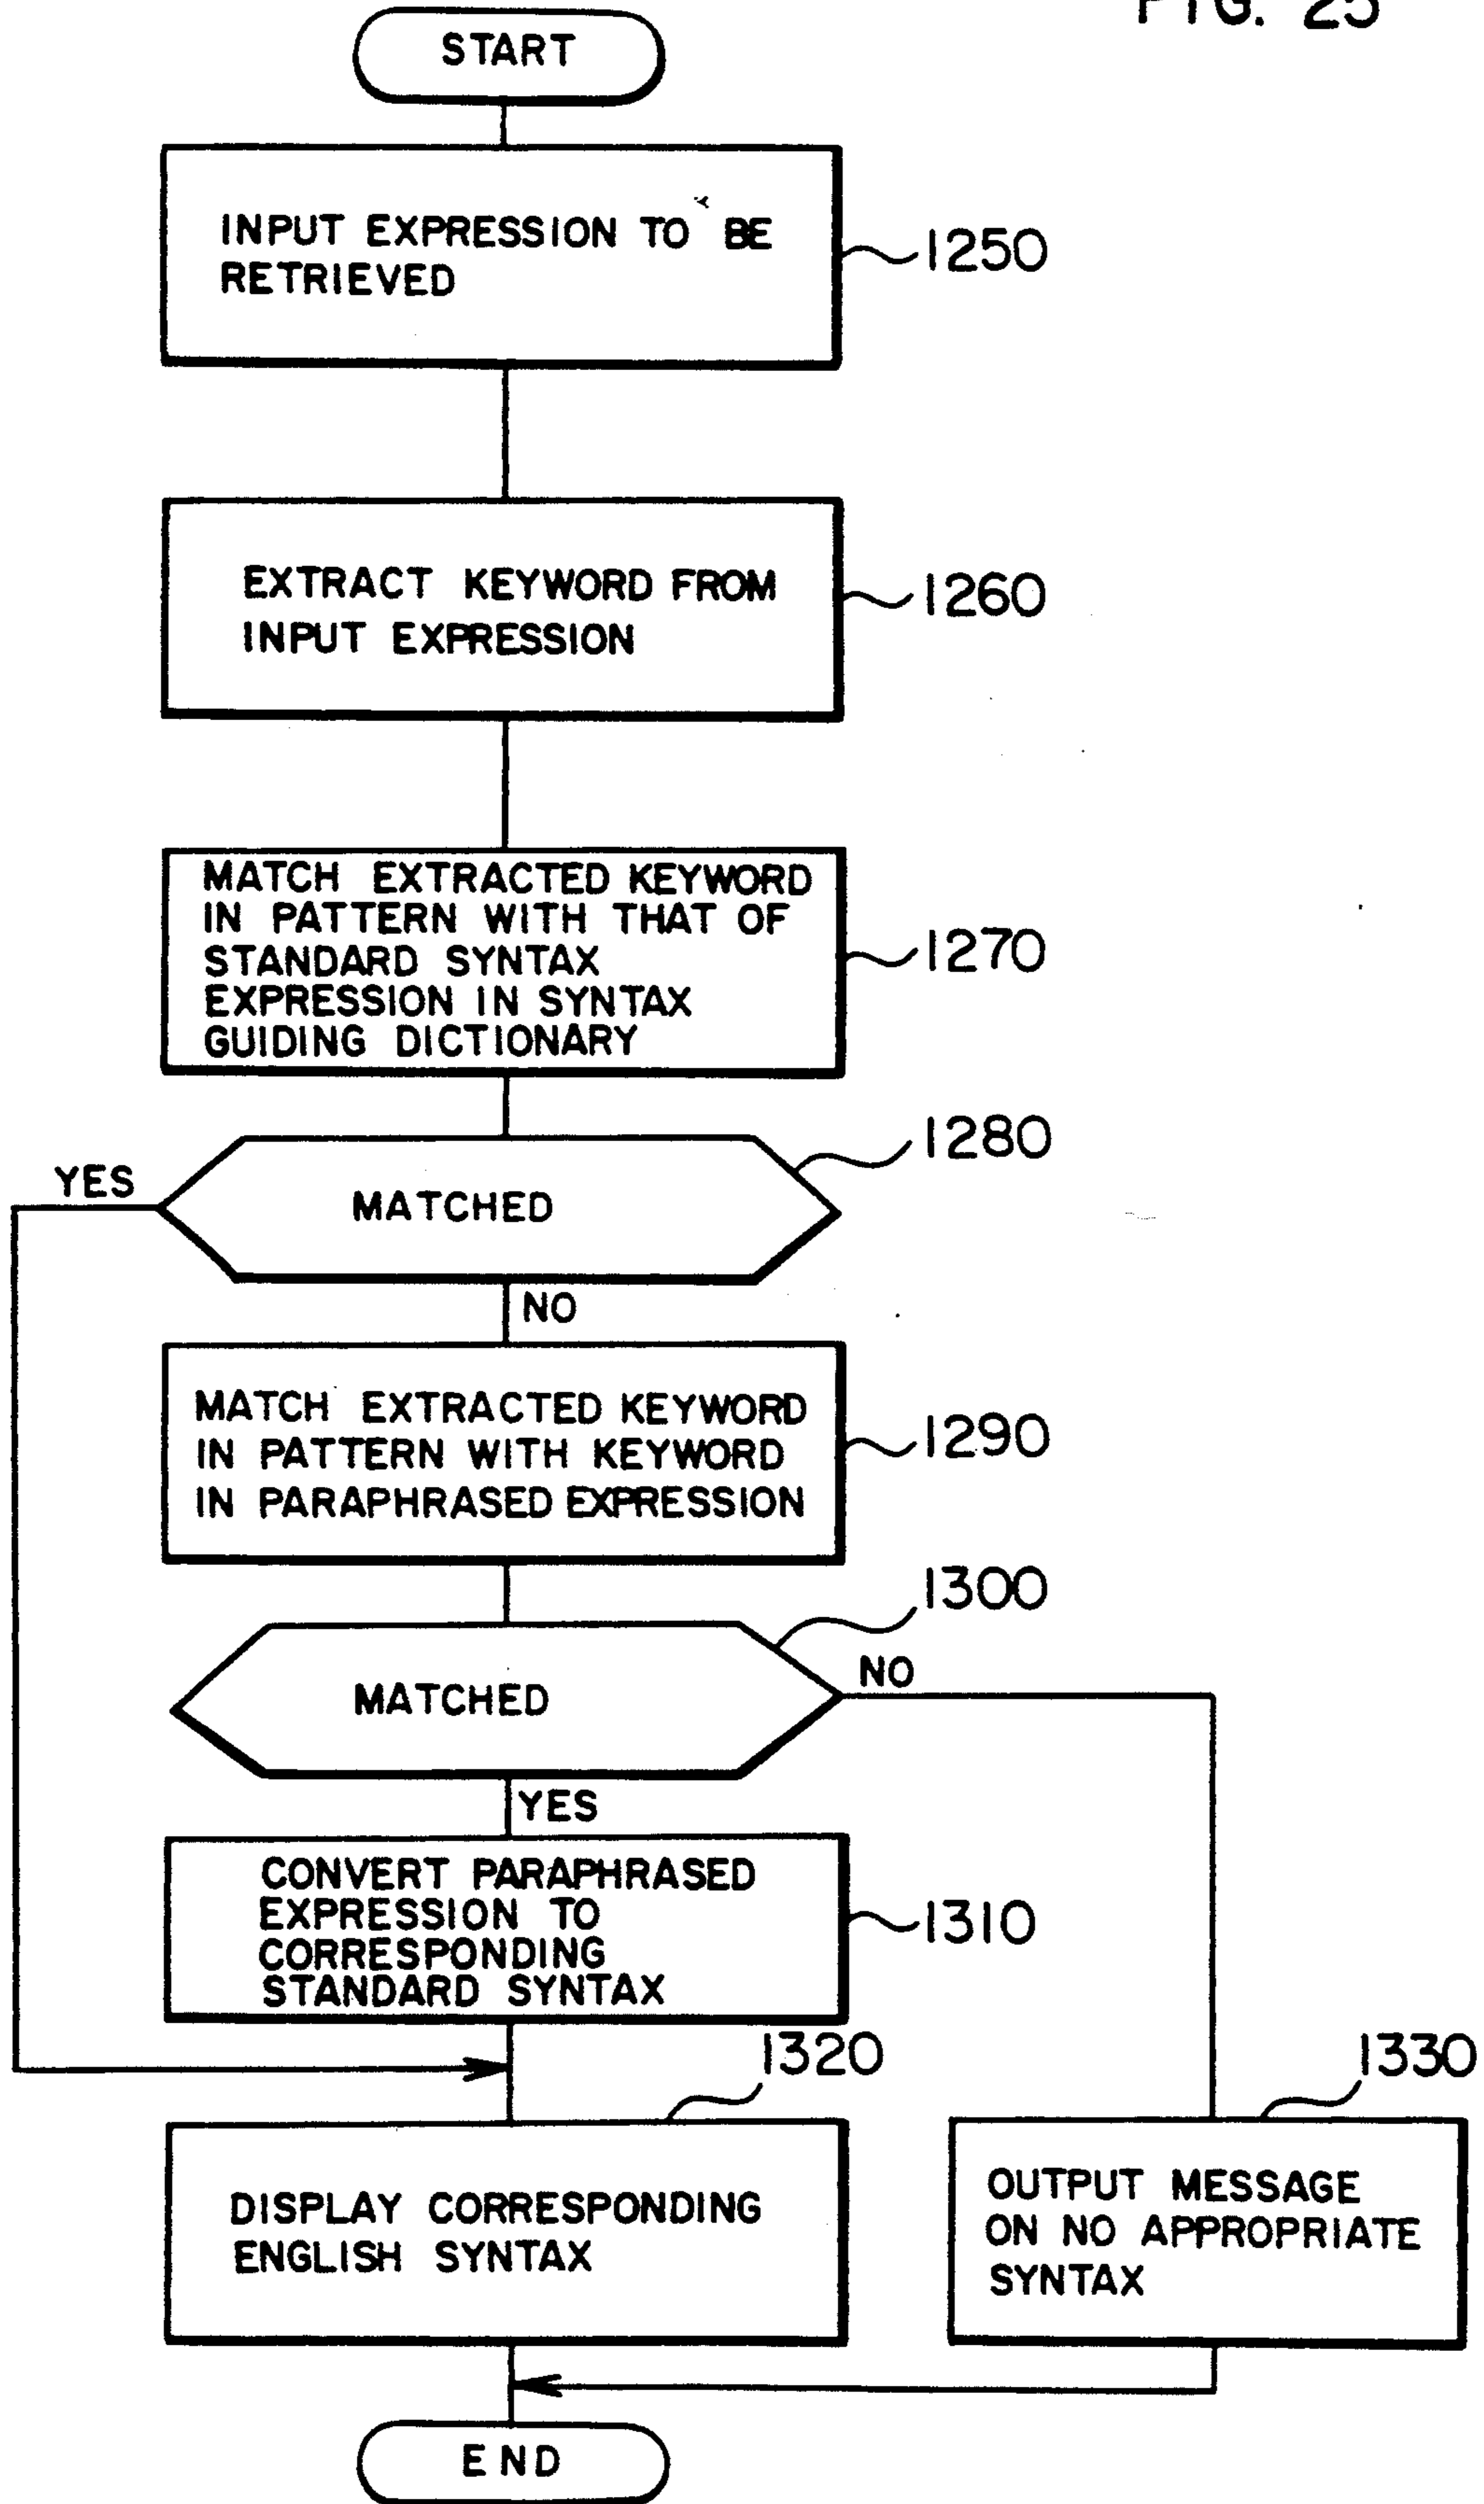 FIG. 25
START
INPUT EXPRESSION TO BE
RETRIEVED
1250
EXTRACT KEYWORD FROM
INPUT EXPRESSION
1260
MATCH EXTRACTED KEYWORD
IN PATTERN WITH THAT OF
STANDARD SYNTAX
EXPRESSION IN SYNTAX
GUIDING DICTIONARY
1270
1280
YES
MATCHED
NO
MATCH EXTRACTED KEYWORD
IN PATTERN WITH KEYWORD
IN PARAPHRASED EXPRESSION
1290
1300
NO
MATCHED
YES
CONVERT PARAPHRASED
EXPRESSION TO
CORRESPONDING
STANDARD SYNTAX
1310
1320
1330
DISPLAY CORRESPONDING
ENGLISH SYNTAX
OUTPUT MESSAGE
ON NO APPROPRIATE
SYNTAX
END